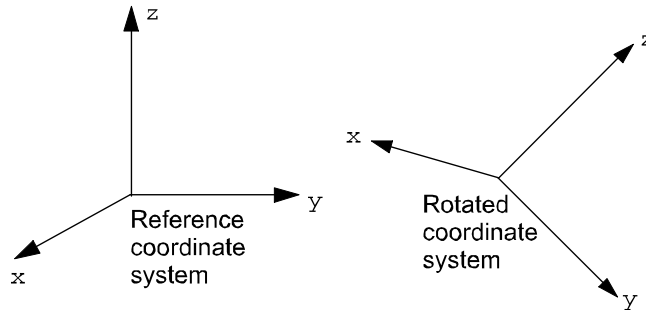 z
y
x
Reference
coordinate
system
z
x
y
Rotated
coordinate
system